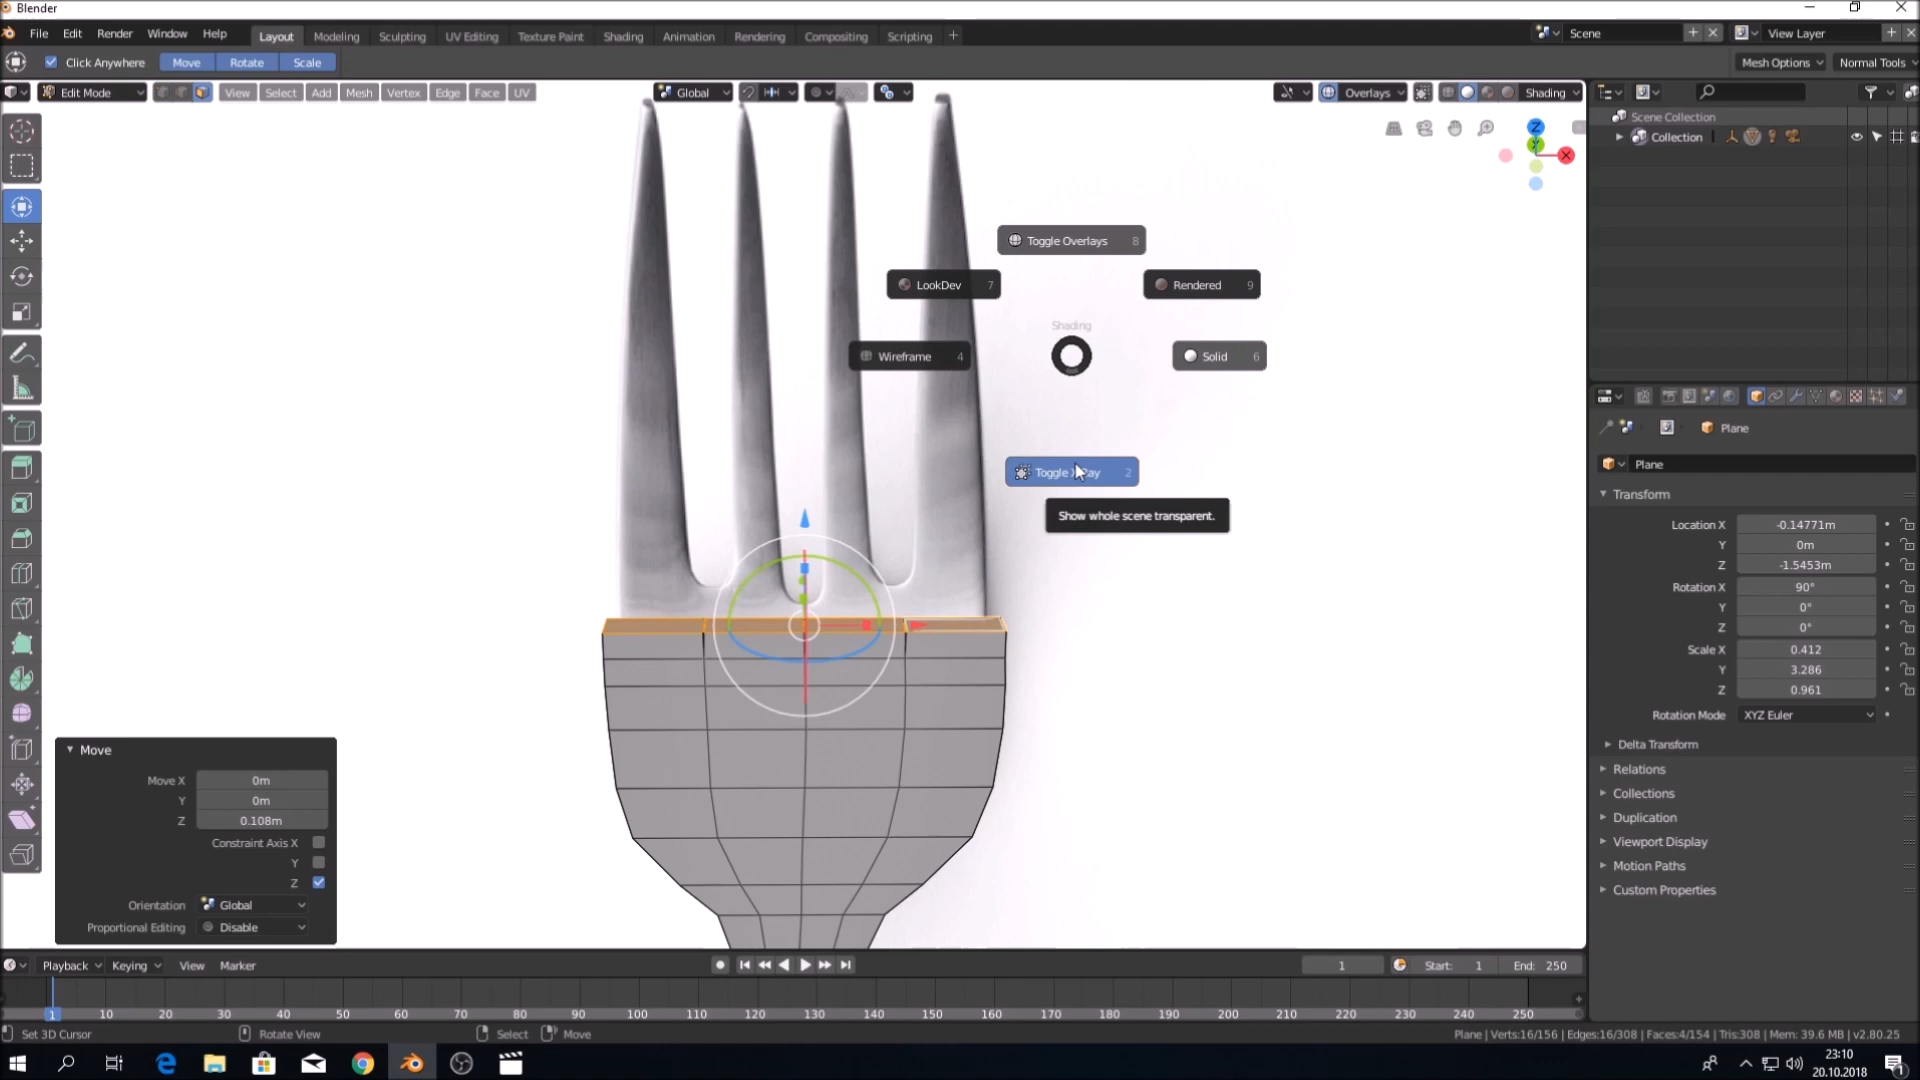 Blender
File Edit Render Window Help
Layout Modeling Sculpting UV Editing Texture Paint Shading Animation Rendering Compositing Scripting +
Scene
View Layer
Click Anywhere Move Rotate Scale
Mesh Options Normal Tools
Edit Mode View Select Add Mesh Vertex Edge Face UV
Global
Overlays Shading
Z
Y
X
Scene Collection
Collection
Toggle Overlays 8
LookDev 7
Rendered 9
Shading
Wireframe 4
Solid 6
Toggle X-Ray 2
Show whole scene transparent.
Plane
Plane
Transform
Location X -0.14771m
Y 0m
Z -1.5453m
Rotation X 90°
Y 0°
Z 0°
Scale X 0.412
Y 3.286
Z 0.961
Rotation Mode XYZ Euler
Delta Transform
Relations
Collections
Duplication
Viewport Display
Motion Paths
Custom Properties
Move
Move X 0m
Y 0m
Z 0.108m
Constraint Axis X
Y
Z
Orientation Global
Proportional Editing Disable
Playback Keying View Marker
1 Start: 1 End: 250
1 10 20 30 40 50 60 70 80 90 100 110 120 130 140 150 160 170 180 190 200 210 220 230 240 250
Set 3D Cursor Rotate View Select Move
Plane | Verts:16/156 | Edges:16/308 | Faces:4/154 | Tris:308 | Mem: 39.6 MB | v2.80.25
23:10
20.10.2018
1